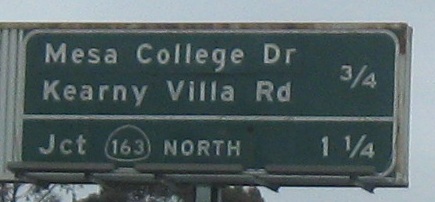 Mesa College Dr
Kearny Villa Rd 3/4
Jct 163 NORTH 1 1/4